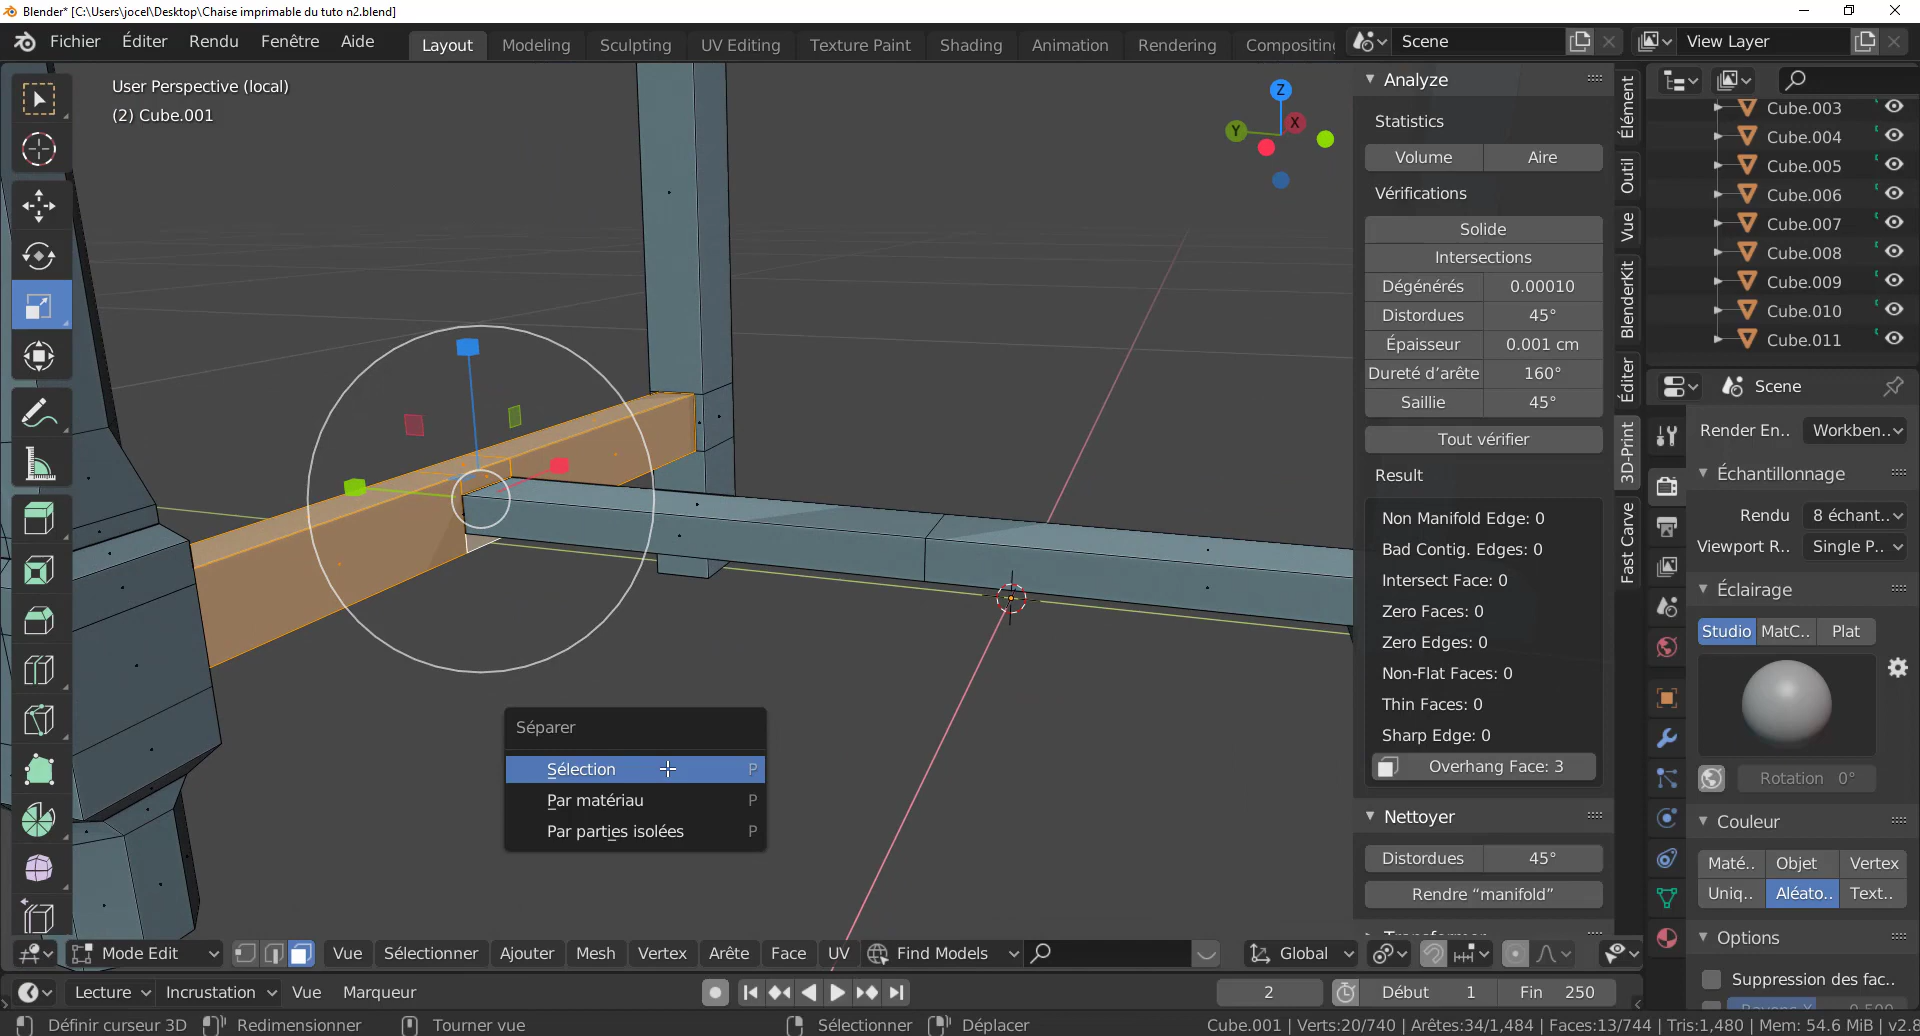 Blender* [C:\Users\jocel\Desktop\Chaise imprimable du tuto n2.blend]
Fichier Éditer Rendu Fenêtre Aide Layout Modeling Sculpting UV Editing Texture Paint Shading Animation Rendering Compositing Scene View Layer
User Perspective (local)
(2) Cube.001
Z
Y
X
Analyze
Statistics
Volume Aire
Vérifications
Solide
Intersections
Dégénérés 0.00010
Distordues 45°
Épaisseur 0.001 cm
Dureté d'arête 160°
Saillie 45°
Tout vérifier
Result
Non Manifold Edge: 0
Bad Contig. Edges: 0
Intersect Face: 0
Zero Faces: 0
Zero Edges: 0
Non-Flat Faces: 0
Thin Faces: 0
Sharp Edge: 0
Overhang Face: 3
Nettoyer
Distordues 45°
Rendre “manifold”
Élément
Outil
Vue
BlenderKit
Éditer
3D-Print
Fast Carve
Cube.003
Cube.004
Cube.005
Cube.006
Cube.007
Cube.008
Cube.009
Cube.010
Cube.011
Scene
Render En.. Workben..
Échantillonnage
Rendu 8 échant..
Viewport R.. Single P..
Éclairage
Studio MatC.. Plat
Rotation 0°
Couleur
Maté.. Objet Vertex
Uniq.. Aléato.. Text..
Options
Suppression des fac..
Séparer
Sélection P
Par matériau P
Par parties isolées P
Mode Edit Vue Sélectionner Ajouter Mesh Vertex Arête Face UV Find Models Global
Lecture Incrustation Vue Marqueur 2 Début 1 Fin 250
Définir curseur 3D Redimensionner Tourner vue Sélectionner Déplacer Cube.001 | Verts:20/740 | Arêtes:34/1,484 | Faces:13/744 | Tris:1,480 | Mem: 54.6 MiB | v2.8